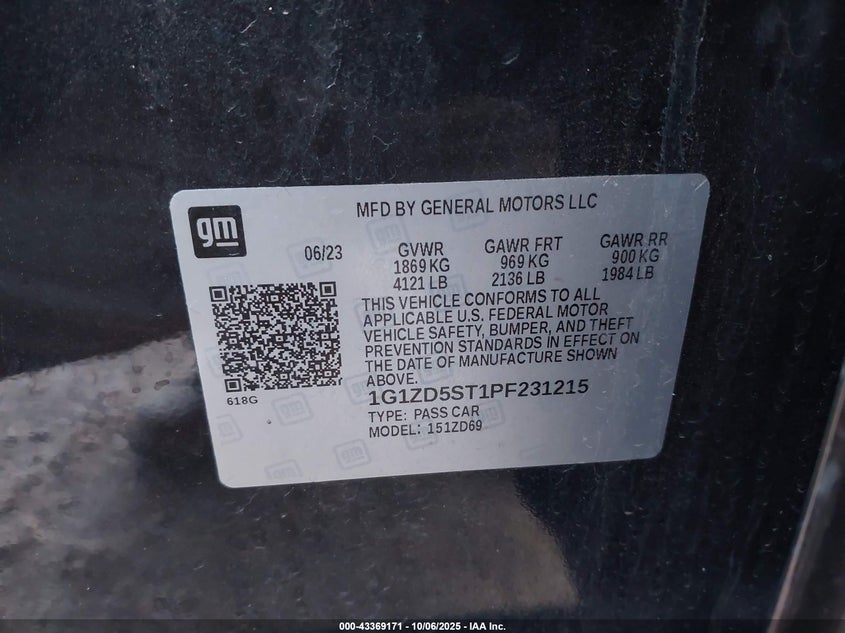 gm
MFD BY GENERAL MOTORS LLC
06/23
GVWR
1869 KG
4121 LB
GAWR FRT
969 KG
2136 LB
GAWR RR
900 KG
1984 LB
THIS VEHICLE CONFORMS TO ALL
APPLICABLE U.S. FEDERAL MOTOR
VEHICLE SAFETY, BUMPER, AND THEFT
PREVENTION STANDARDS IN EFFECT ON
THE DATE OF MANUFACTURE SHOWN
ABOVE.
618G
1G1ZD5ST1PF231215
TYPE: PASS CAR
MODEL: 151ZD69
000-43369171 - 10/06/2025 - IAA Inc.